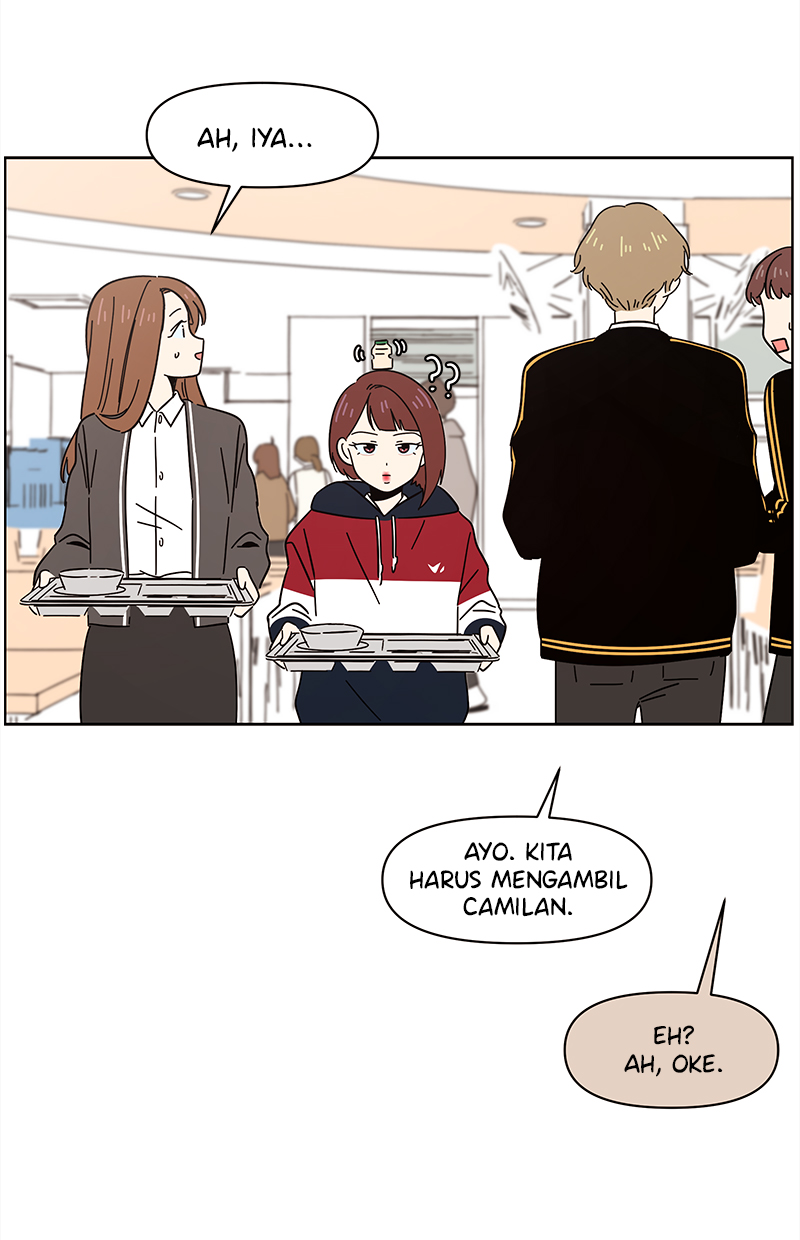 AH, IYA...
??
AYO. KITA
HARUS MENGAMBIL
CAMILAN.
EH?
AH, OKE.